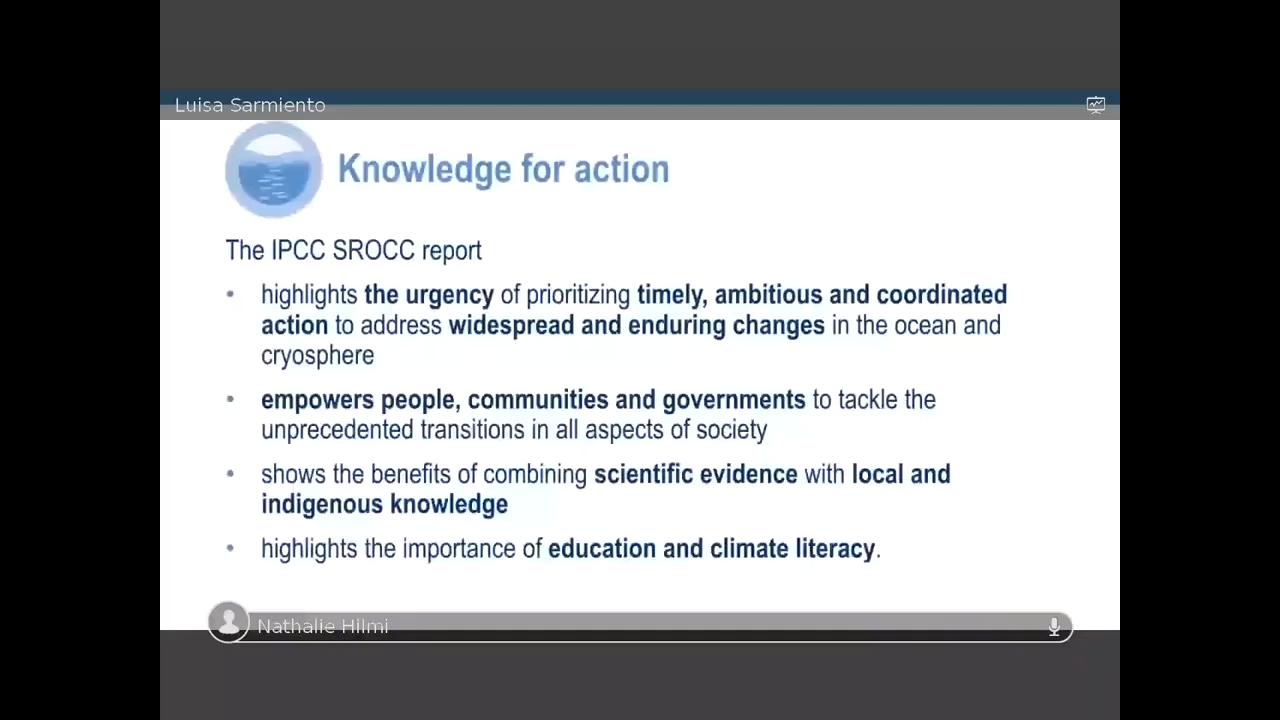 Luisa Sarmiento
Knowledge for action
The IPCC SROCC report
• highlights the urgency of prioritizing timely, ambitious and coordinated
action to address widespread and enduring changes in the ocean and
cryosphere
• empowers people, communities and governments to tackle the
unprecedented transitions in all aspects of society
• shows the benefits of combining scientific evidence with local and
indigenous knowledge
• highlights the importance of education and climate literacy.
Nathalie Hilmi